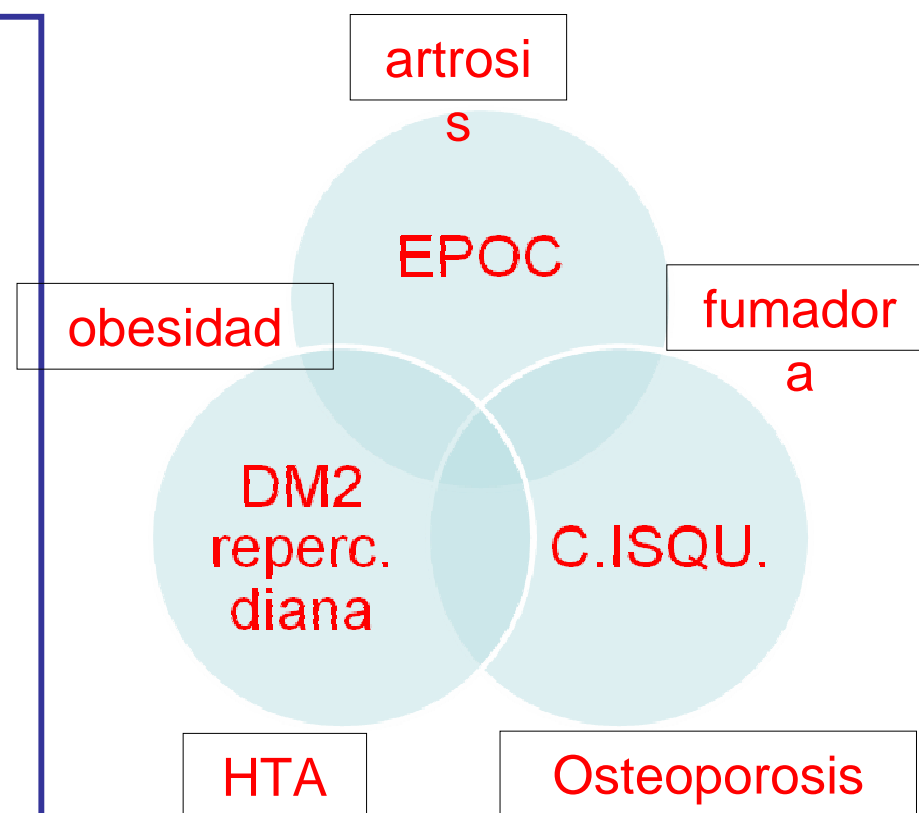 artrosi
s
EPOC
obesidad
fumador
a
DM2
reperc.
diana
C.ISQU.
HTA
Osteoporosis